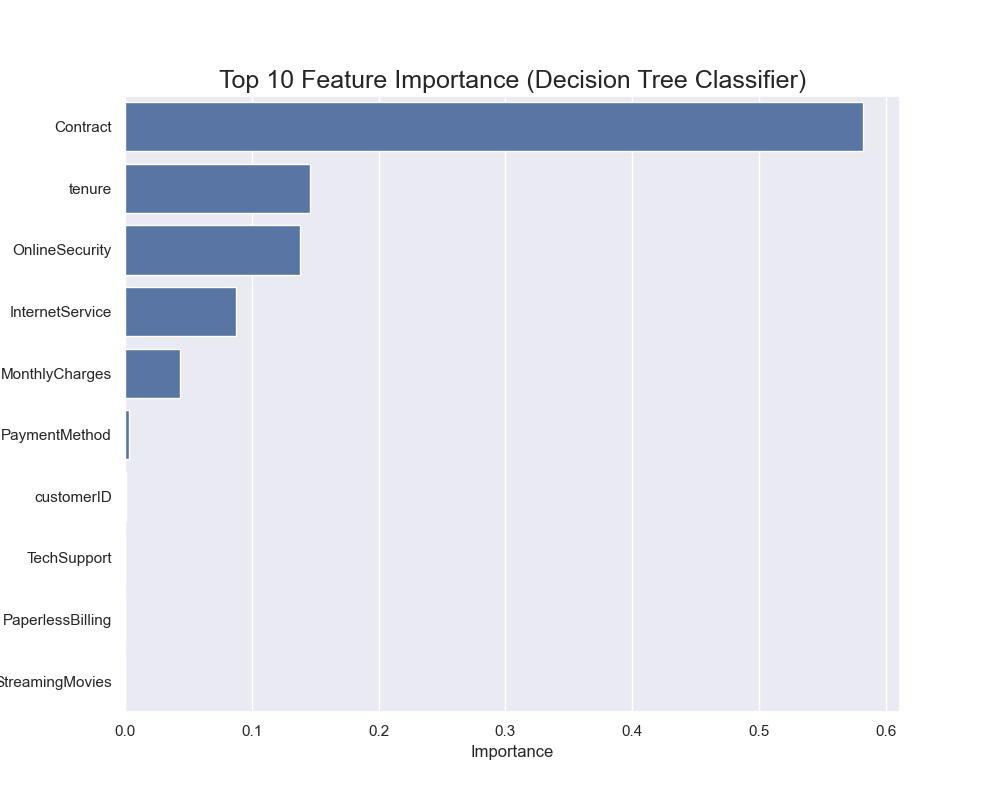 Top 10 Feature Importance (Decision Tree Classifier)
Contract
tenure
OnlineSecurity
InternetService
MonthlyCharges
PaymentMethod
customerID
TechSupport
PaperlessBilling
StreamingMovies
0.0 0.1 0.2 0.3 0.4 0.5 0.6
Importance